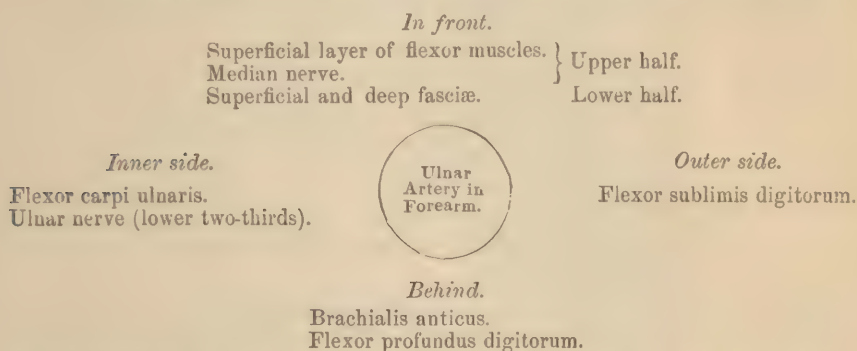 In front.
Superficial layer of flexor muscles. } Upper half.
Median nerve.
Superficial and deep fasciæ. Lower half.
Inner side.
Flexor carpi ulnaris.
Ulnar nerve (lower two-thirds).
Ulnar
Artery in
Forearm.
Outer side.
Flexor sublimis digitorum.
Behind.
Brachialis anticus.
Flexor profundus digitorum.